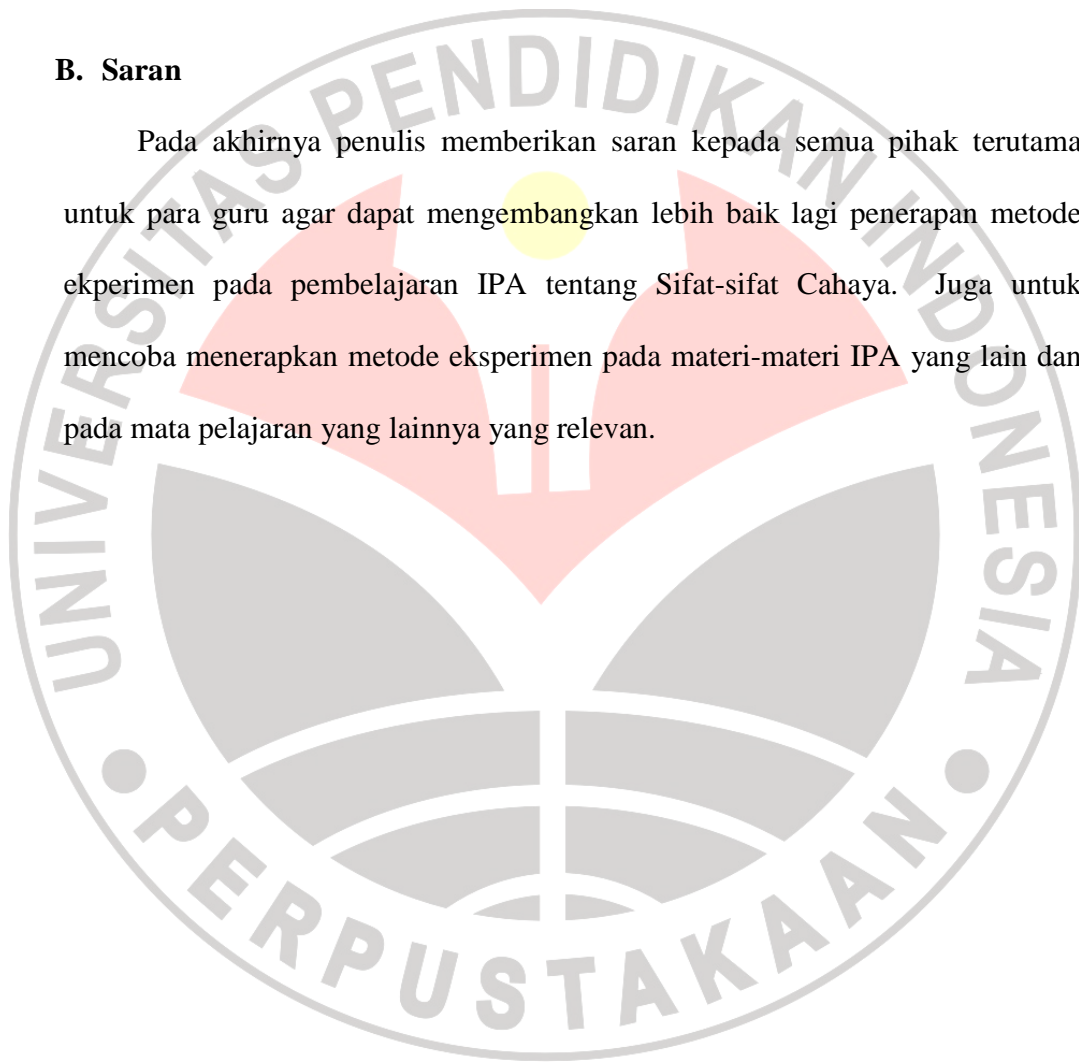 B. Saran
Pada akhirnya penulis memberikan saran kepada semua pihak terutama
untuk para guru agar dapat mengembangkan lebih baik lagi penerapan metode
ekperimen pada pembelajaran IPA tentang Sifat-sifat Cahaya. Juga untuk
mencoba menerapkan metode eksperimen pada materi-materi IPA yang lain dan
pada mata pelajaran yang lainnya yang relevan.
UNIVERSITAS PENDIDIKAN INDONESIA
PERPUSTAKAAN